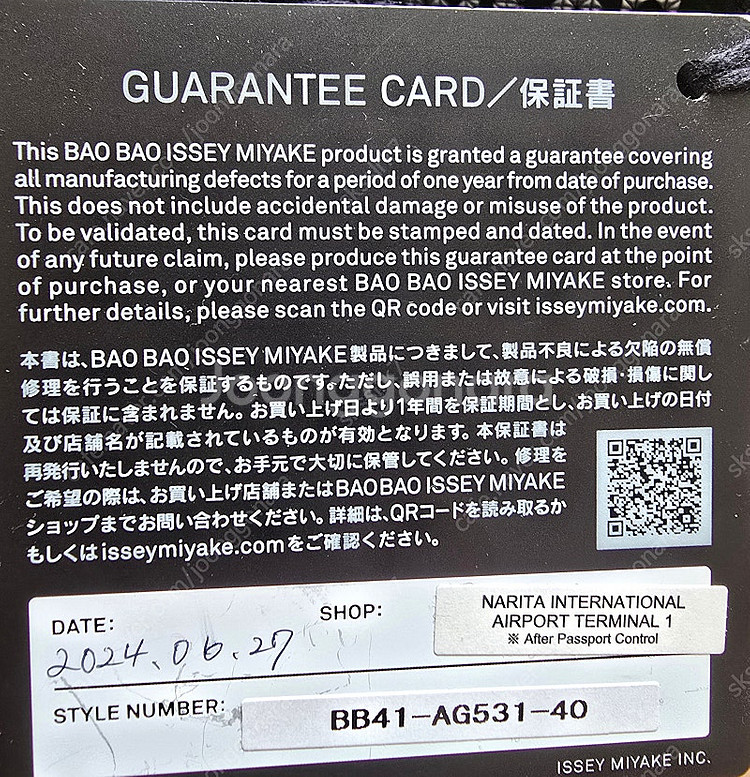 GUARANTEE CARD/保証書
This BAO BAO ISSEY MIYAKE product is granted a guarantee covering
all manufacturing defects for a period of one year from date of purchase.
This does not include accidental damage or misuse of the product.
To be validated, this card must be stamped and dated. In the event
of any future claim, please produce this guarantee card at the point
of purchase, or your nearest BAO BAO ISSEY MIYAKE store. For
further details, please scan the QR code or visit isseymiyake.com.
本書は、BAO BAO ISSEY MIYAKE製品につきまして、製品不良による欠陥の無償
修理を行うことを保証するものです。ただし、誤用または故意による破損・損傷に関し
ては保証に含まれません。お買い上げ日より1年間を保証期間とし、お買い上げの日付
及び店舗名が記載されているものが有効となります。本保証書は
再発行いたしませんので、お手元で大切に保管してください。修理を
ご希望の際は、お買い上げ店舗またはBAO BAO ISSEY MIYAKE
ショップまでお問い合わせください。詳細は、QRコードを読み取るか
もしくはisseymiyake.comをご確認ください。
DATE:
2024.06.27
SHOP:
NARITA INTERNATIONAL
AIRPORT TERMINAL 1
※ After Passport Control
STYLE NUMBER:
BB41-AG531-40
ISSEY MIYAKE INC.